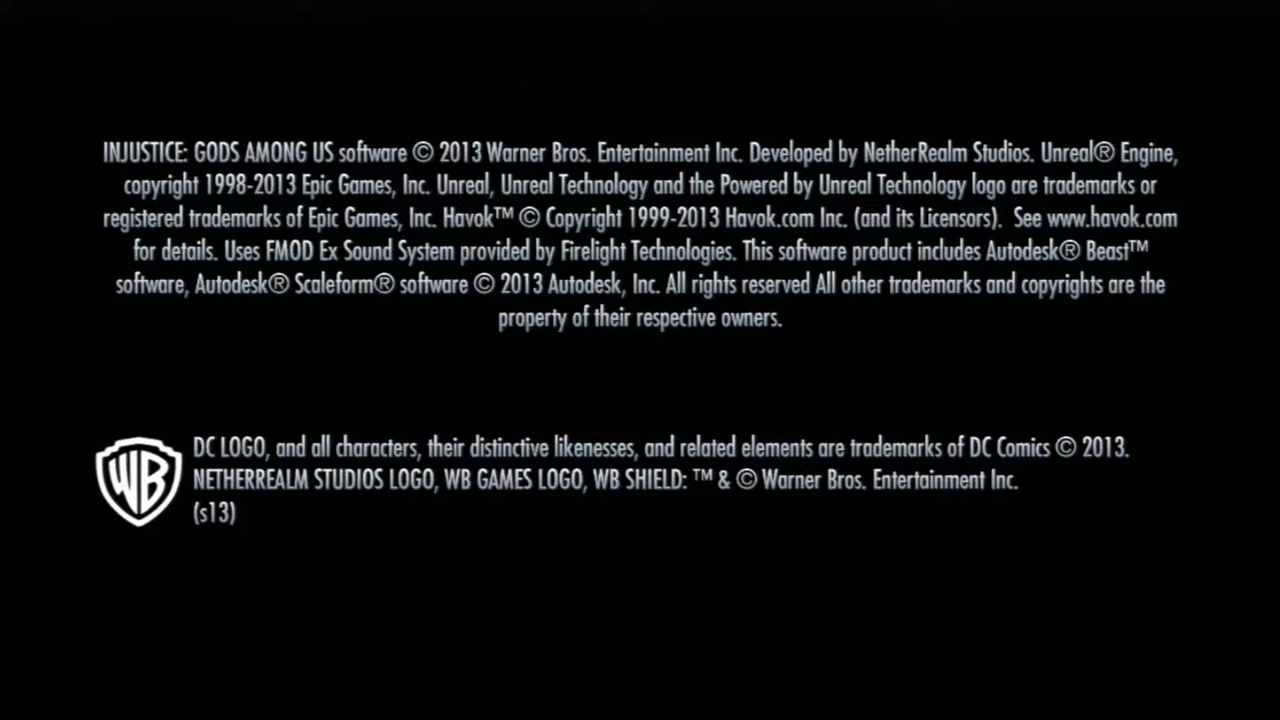 INJUSTICE: GODS AMONG US software © 2013 Warner Bros. Entertainment Inc. Developed by NetherRealm Studios. Unreal® Engine,
copyright 1998-2013 Epic Games, Inc. Unreal, Unreal Technology and the Powered by Unreal Technology logo are trademarks or
registered trademarks of Epic Games, Inc. Havok™ © Copyright 1999-2013 Havok.com Inc. (and its Licensors).  See www.havok.com
for details. Uses FMOD Ex Sound System provided by Firelight Technologies. This software product includes Autodesk® Beast™
software, Autodesk® Scaleform® software © 2013 Autodesk, Inc. All rights reserved All other trademarks and copyrights are the
property of their respective owners.
WB
DC LOGO, and all characters, their distinctive likenesses, and related elements are trademarks of DC Comics © 2013.
NETHERREALM STUDIOS LOGO, WB GAMES LOGO, WB SHIELD: ™ & © Warner Bros. Entertainment Inc.
(s13)